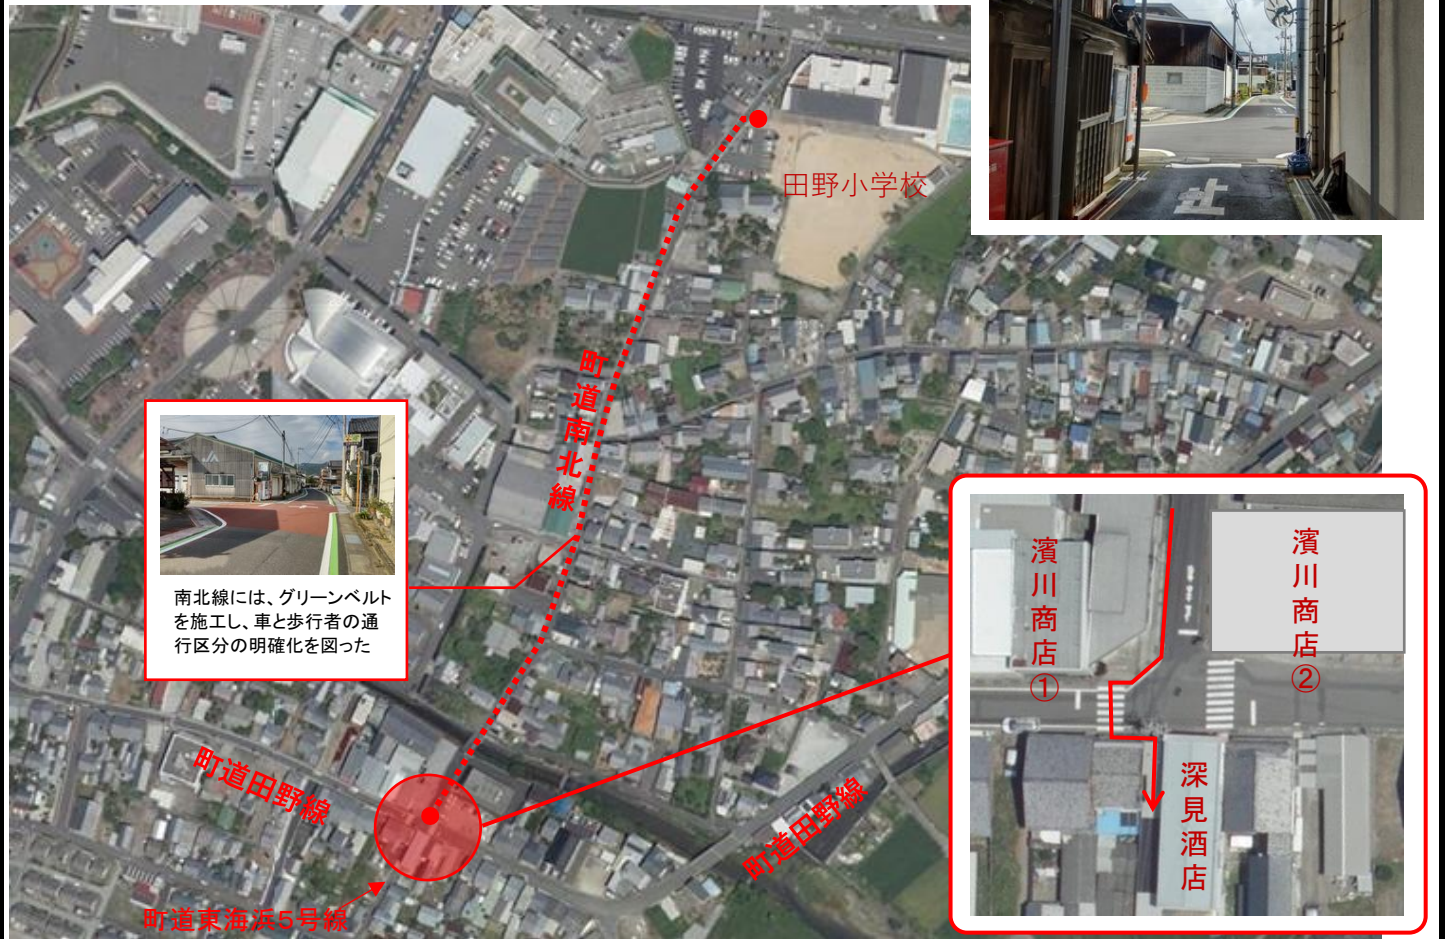 田野小学校
町道南北線
南北線には、グリーンベルト
を施工し、車と歩行者の通
行区分の明確化を図った
町道田野線
町道田野線
町道東海浜5号線
濱川商店①
濱川商店②
深見酒店
止
JA